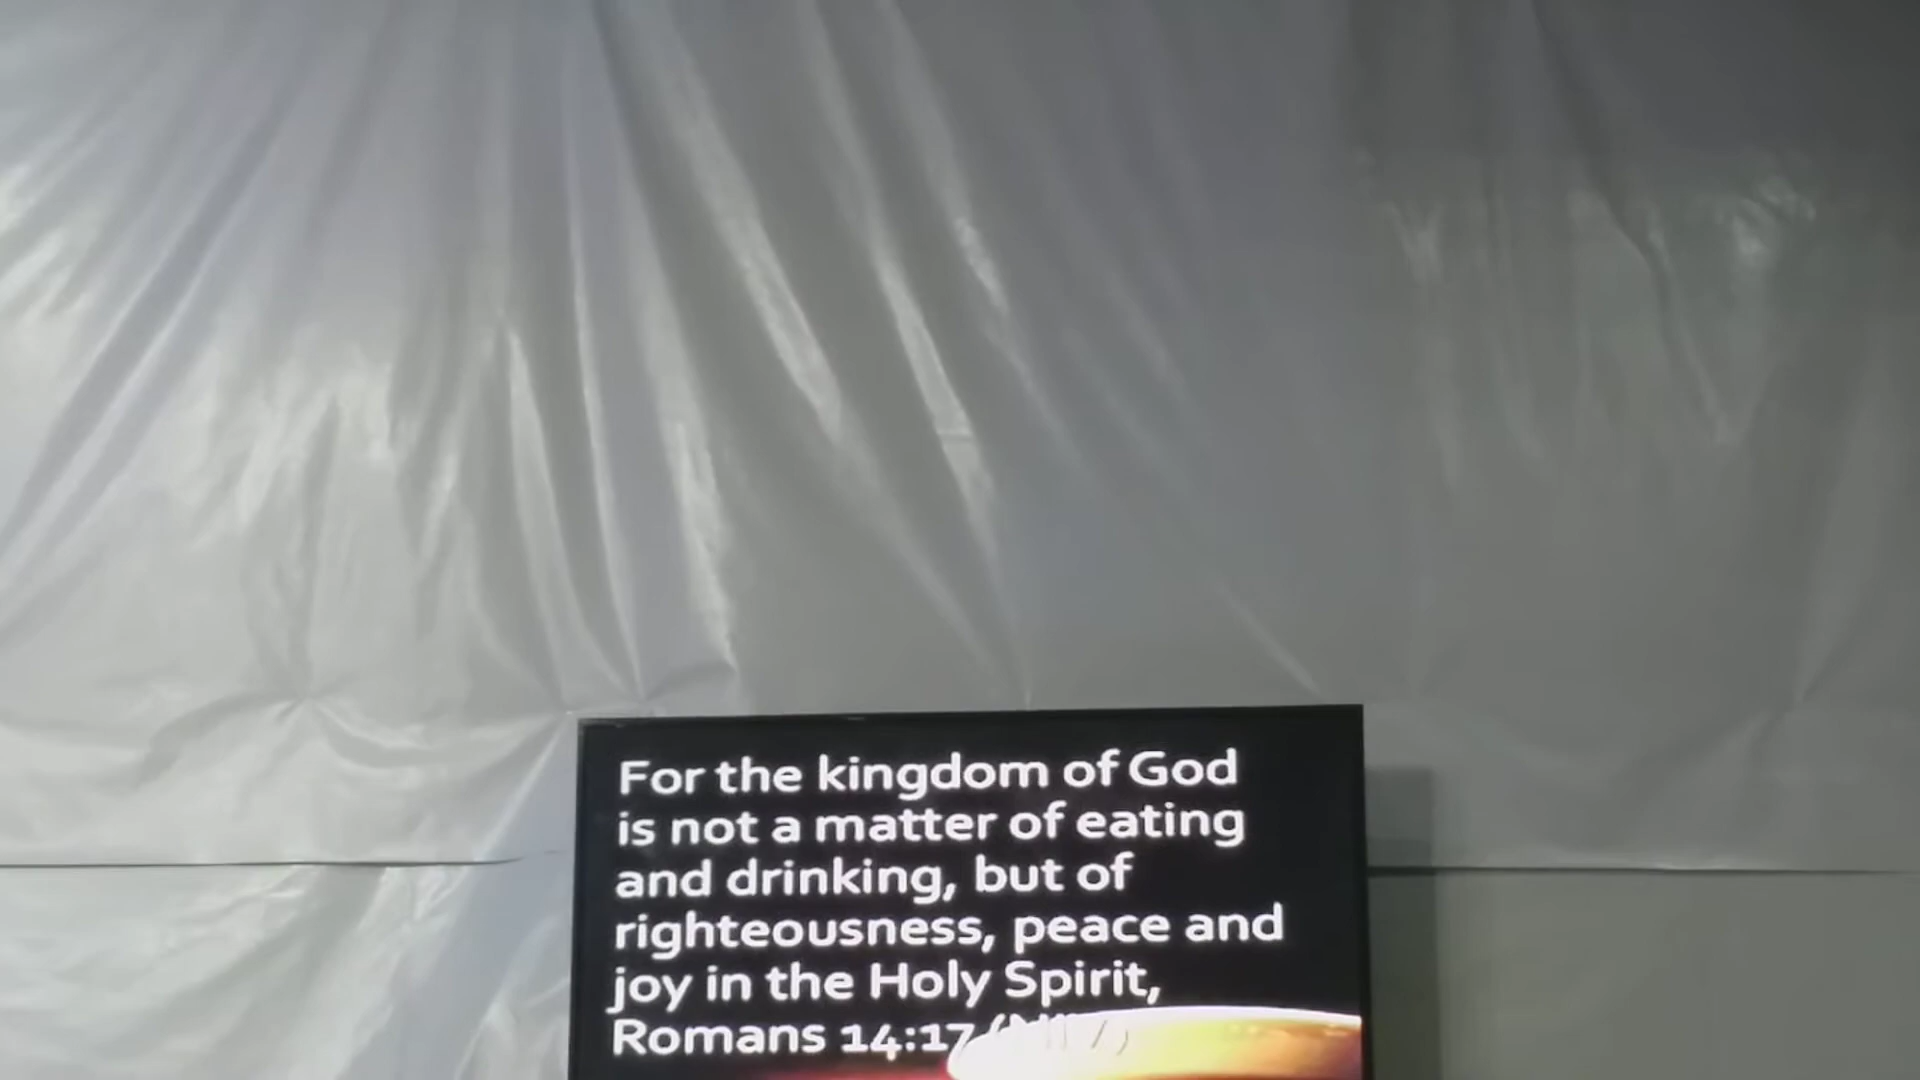 For the kingdom of God
is not a matter of eating
and drinking, but of
righteousness, peace and
joy in the Holy Spirit,
Romans 14:17